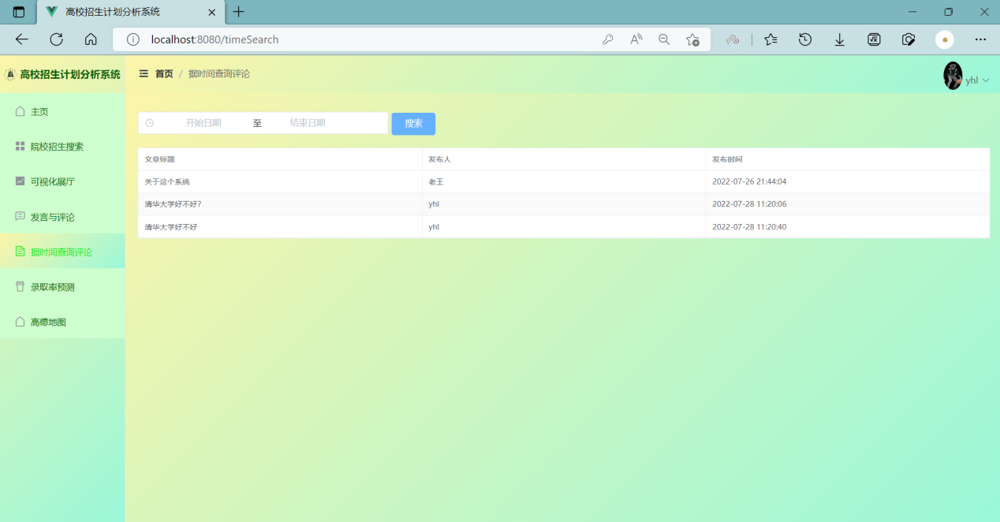 高校招生计划分析系统
localhost:8080/timeSearch
高校招生计划分析系统
首页 / 据时间查询评论
yhl
主页
院校招生搜索
可视化展厅
发言与评论
据时间查询评论
录取率预测
高德地图
开始日期 至 结束日期 搜索
文章标题 发布人 发布时间
关于这个系统 老王 2022-07-26 21:44:04
清华大学好不好? yhl 2022-07-28 11:20:06
清华大学好不好 yhl 2022-07-28 11:20:40